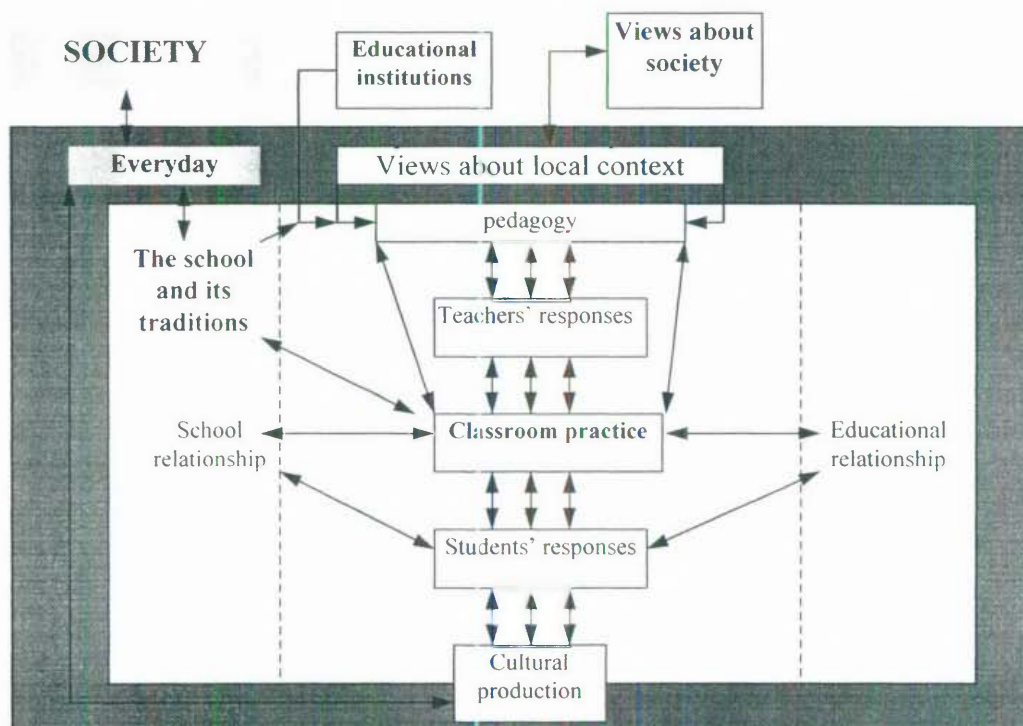 SOCIETY
Educational
institutions
Views about
society
Everyday
Views about local context
pedagogy
The school
and its
traditions
Teachers' responses
School
relationship
Classroom practice
Educational
relationship
Students' responses
Cultural
production